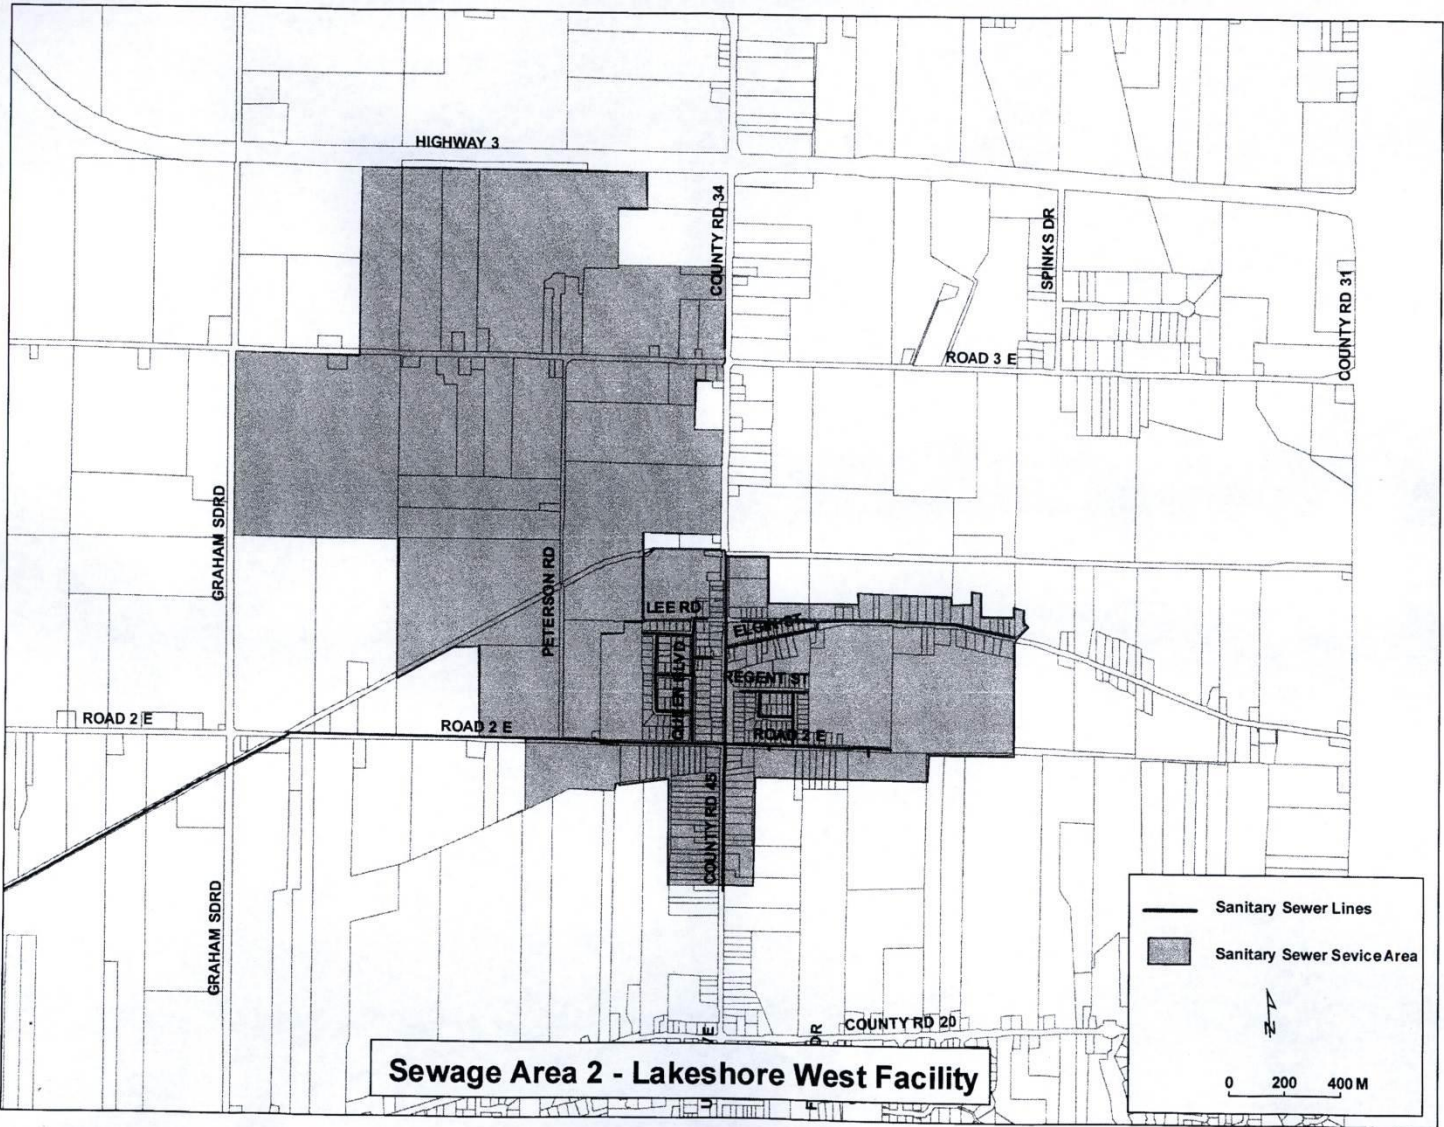 HIGHWAY 3
COUNTY RD 34
SPINKS DR
COUNTY RD 31
ROAD 3 E
GRAHAM SDRD
PETERSON RD
LEE RD
ELGIN ST
QUEEN BLVD
REGENT ST
ROAD 2 E
ROAD 2 E
ROAD 2 E
COUNTY RD 45
GRAHAM SDRD
Sanitary Sewer Lines
Sanitary Sewer Sevice Area
N
0 200 400 M
COUNTY RD 20
DR
Sewage Area 2 - Lakeshore West Facility